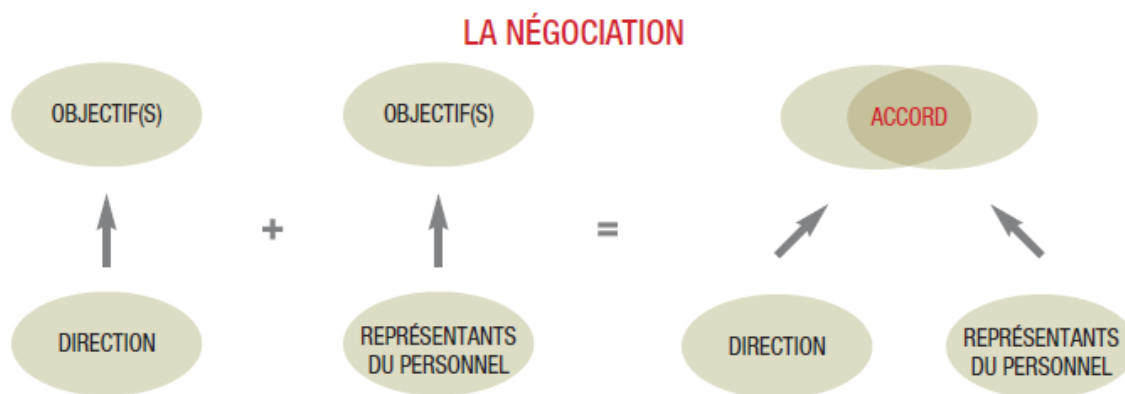 LA NÉGOCIATION
OBJECTIF(S)
OBJECTIF(S)
ACCORD
+
=
DIRECTION
REPRÉSENTANTS
DU PERSONNEL
DIRECTION
REPRÉSENTANTS
DU PERSONNEL